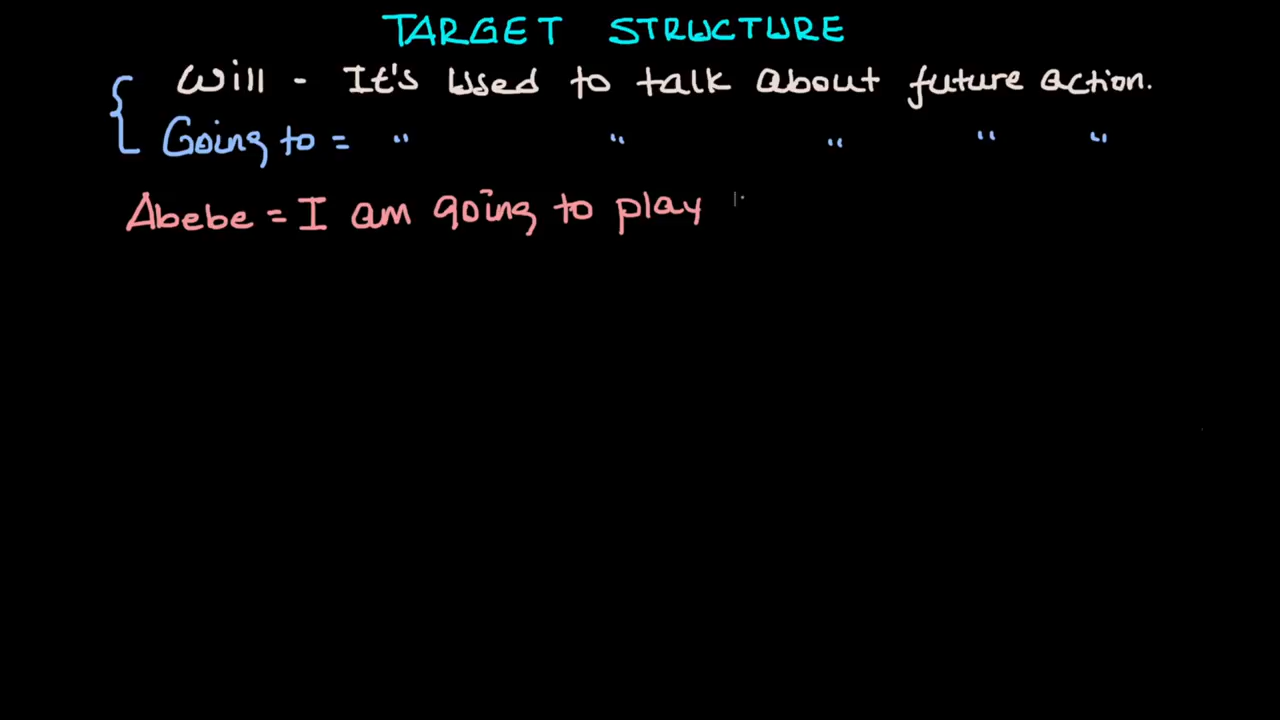 TARGET STRUCTURE
Will - It's Used to talk about future action.
Going to = " " " " "
Abebe = I am going to play